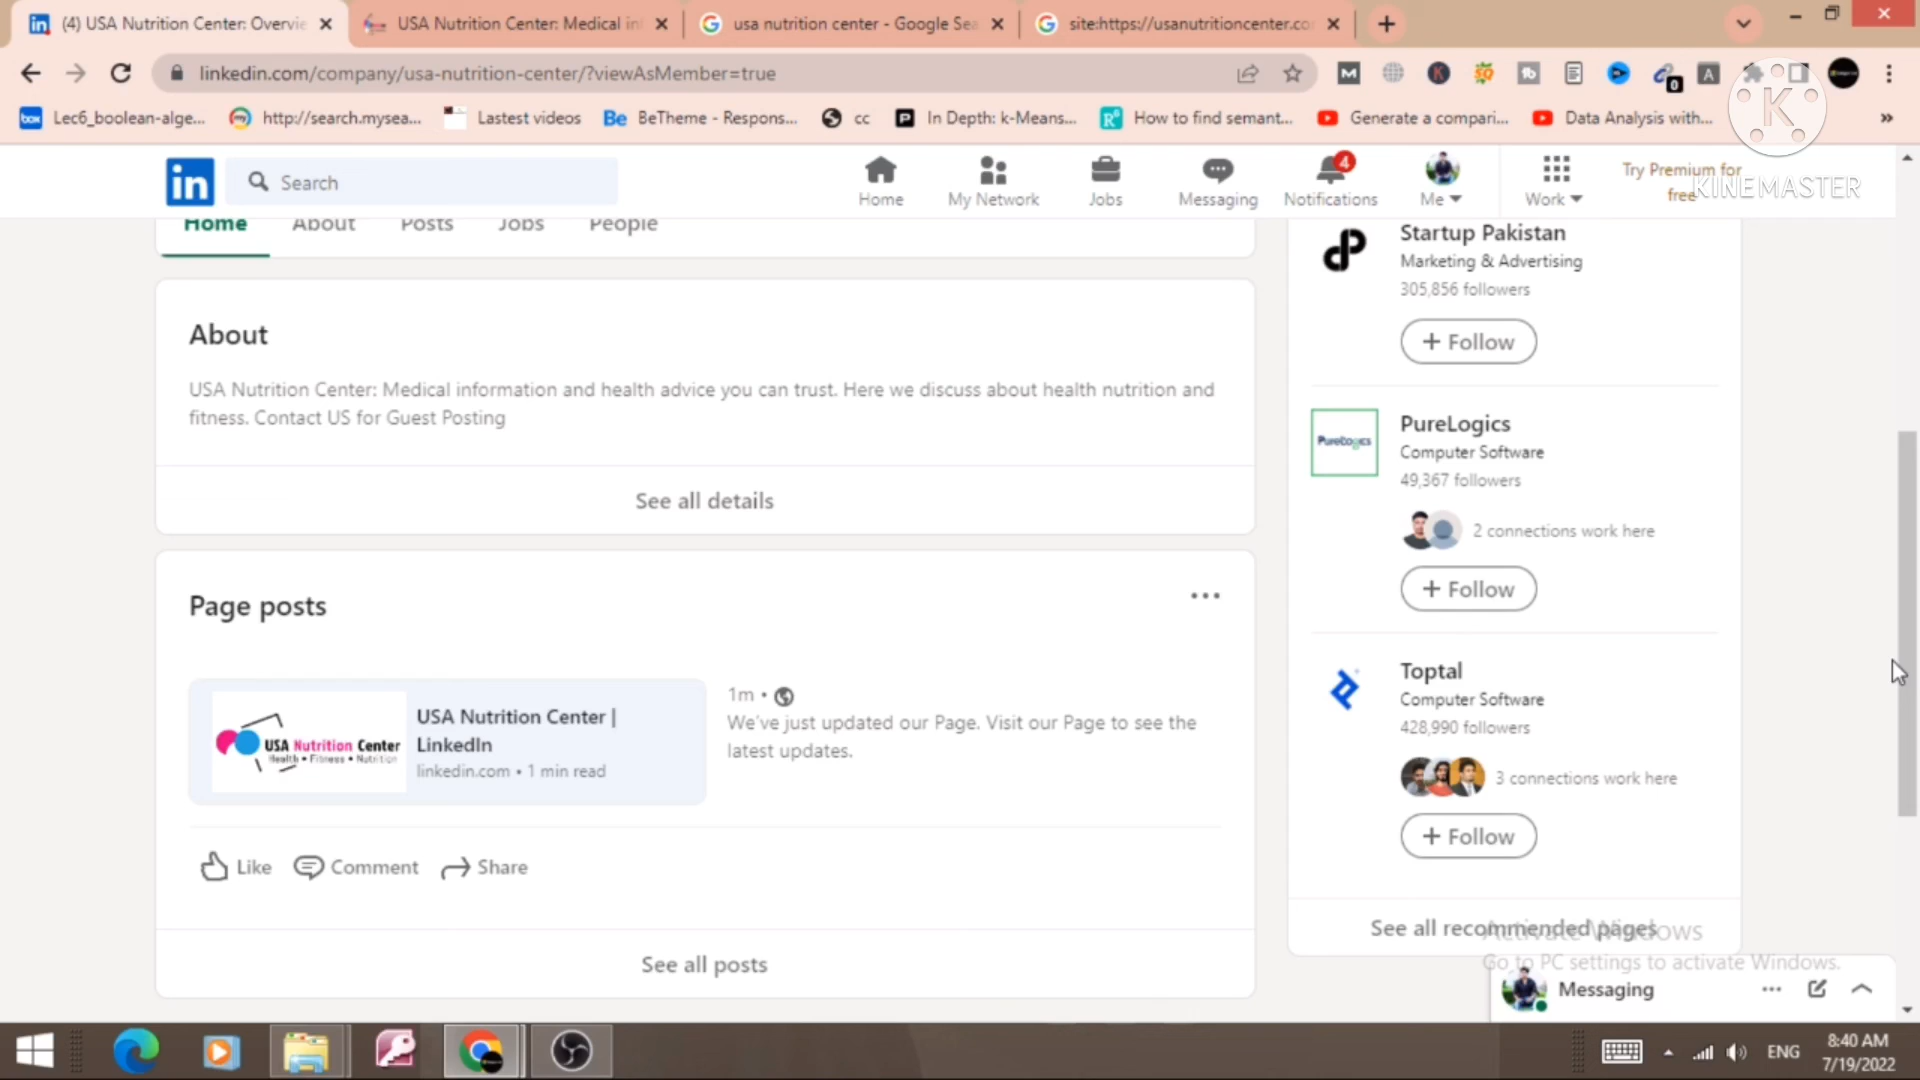 (4) USA Nutrition Center: Overvie
USA Nutrition Center: Medical in
usa nutrition center - Google Sea
site:https://usanutritioncenter.co
linkedin.com/company/usa-nutrition-center/?viewAsMember=true
Lec6_boolean-alge...
http://search.mysea...
Lastest videos
BeTheme - Respons...
cc
In Depth: k-Means...
How to find semant...
Generate a compari...
Data Analysis with...
K
KINEMASTER
in
Search
Home
My Network
Jobs
Messaging
4
Notifications
Me
Work
Try Premium for
free
Home
About
Posts
Jobs
People
About
USA Nutrition Center: Medical information and health advice you can trust. Here we discuss about health nutrition and
fitness. Contact US for Guest Posting
See all details
Page posts
USA Nutrition Center
Health • Fitness • Nutrition
USA Nutrition Center |
LinkedIn
linkedin.com • 1 min read
1m •
We've just updated our Page. Visit our Page to see the
latest updates.
Like
Comment
Share
See all posts
Startup Pakistan
Marketing & Advertising
305,856 followers
+ Follow
PureLogics
PureLogics
Computer Software
49,367 followers
2 connections work here
+ Follow
Toptal
Computer Software
428,990 followers
3 connections work here
+ Follow
See all recommended pages
Activate Windows
Go to PC settings to activate Windows.
Messaging
ENG
8:40 AM
7/19/2022